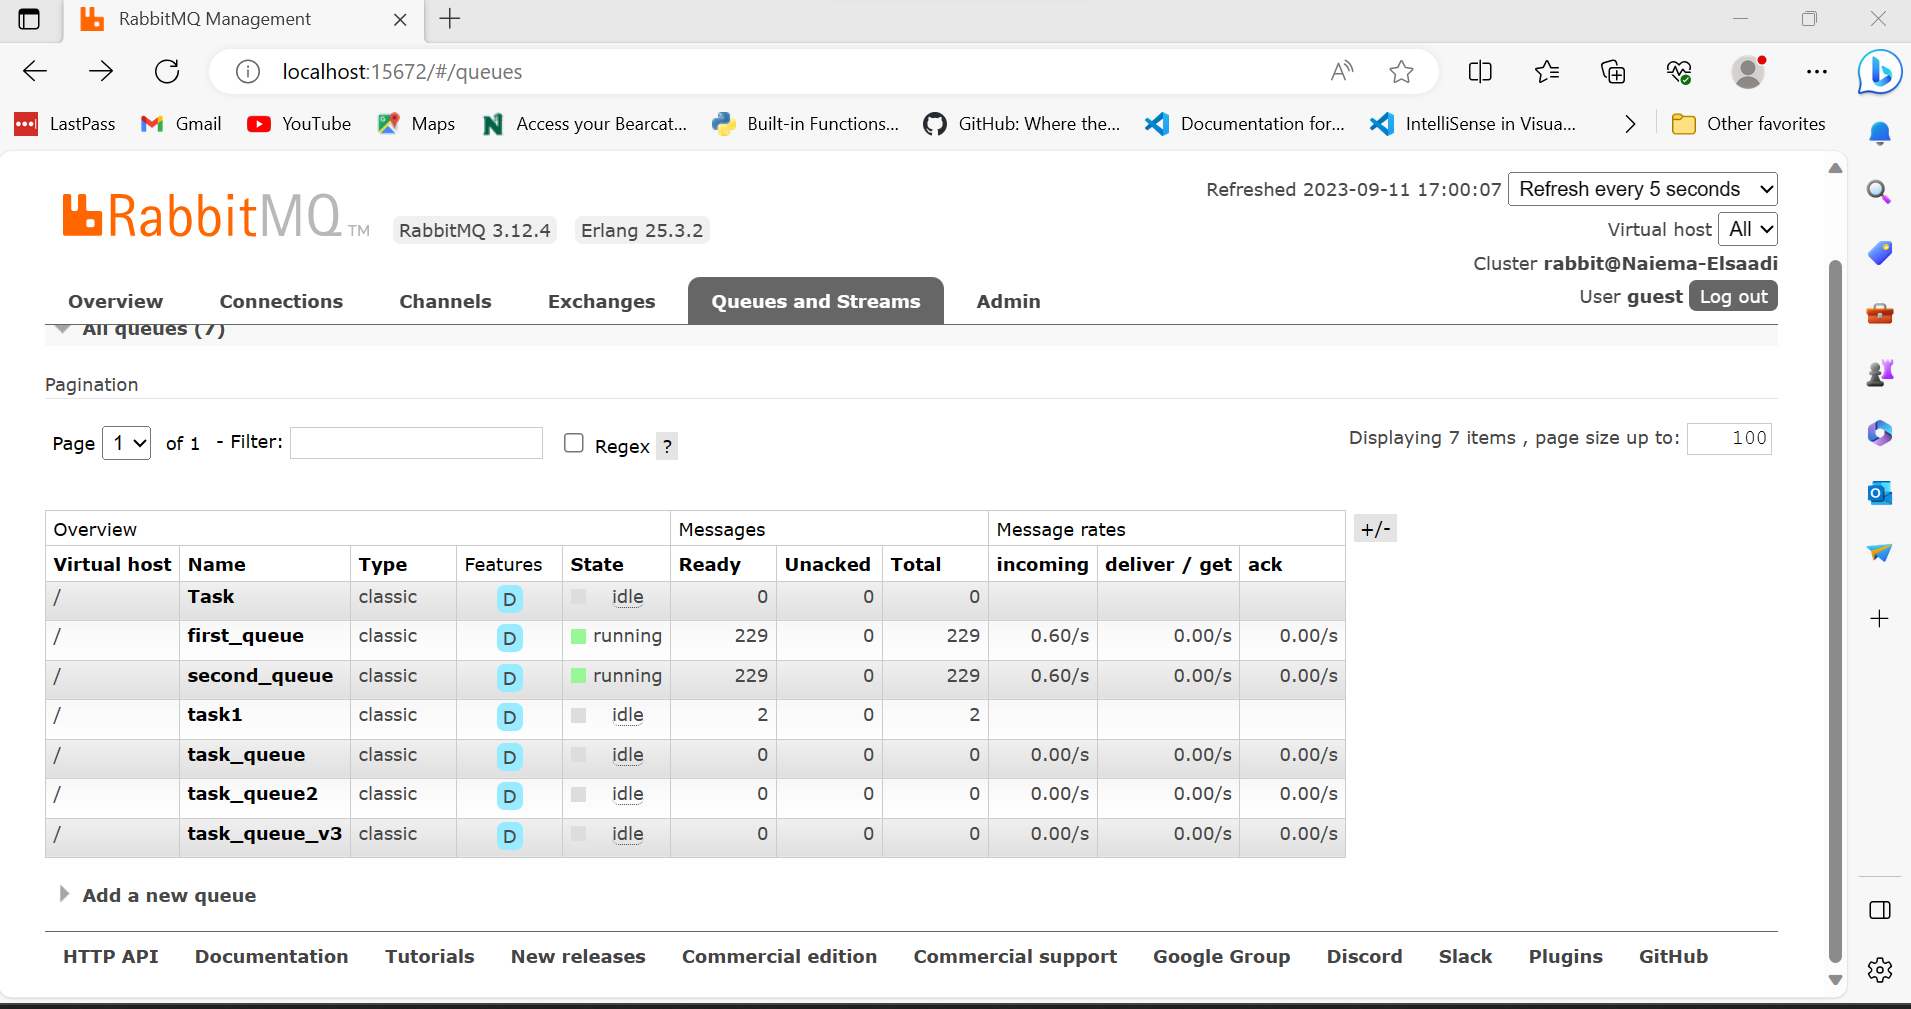 RabbitMQ Management
localhost:15672/#/queues
LastPass Gmail YouTube Maps Access your Bearcat... Built-in Functions... GitHub: Where the... Documentation for... IntelliSense in Visua... Other favorites
RabbitMQ TM RabbitMQ 3.12.4 Erlang 25.3.2
Refreshed 2023-09-11 17:00:07 Refresh every 5 seconds
Virtual host All
Cluster rabbit@Naiema-Elsaadi
User guest Log out
Overview Connections Channels Exchanges Queues and Streams Admin
All queues (7)
Pagination
Page 1 of 1 - Filter: Regex ? Displaying 7 items , page size up to: 100
Overview Messages Message rates +/-
Virtual host Name Type Features State Ready Unacked Total incoming deliver / get ack
/ Task classic D idle 0 0 0
/ first_queue classic D running 229 0 229 0.60/s 0.00/s 0.00/s
/ second_queue classic D running 229 0 229 0.60/s 0.00/s 0.00/s
/ task1 classic D idle 2 0 2
/ task_queue classic D idle 0 0 0 0.00/s 0.00/s 0.00/s
/ task_queue2 classic D idle 0 0 0 0.00/s 0.00/s 0.00/s
/ task_queue_v3 classic D idle 0 0 0 0.00/s 0.00/s 0.00/s
Add a new queue
HTTP API Documentation Tutorials New releases Commercial edition Commercial support Google Group Discord Slack Plugins GitHub